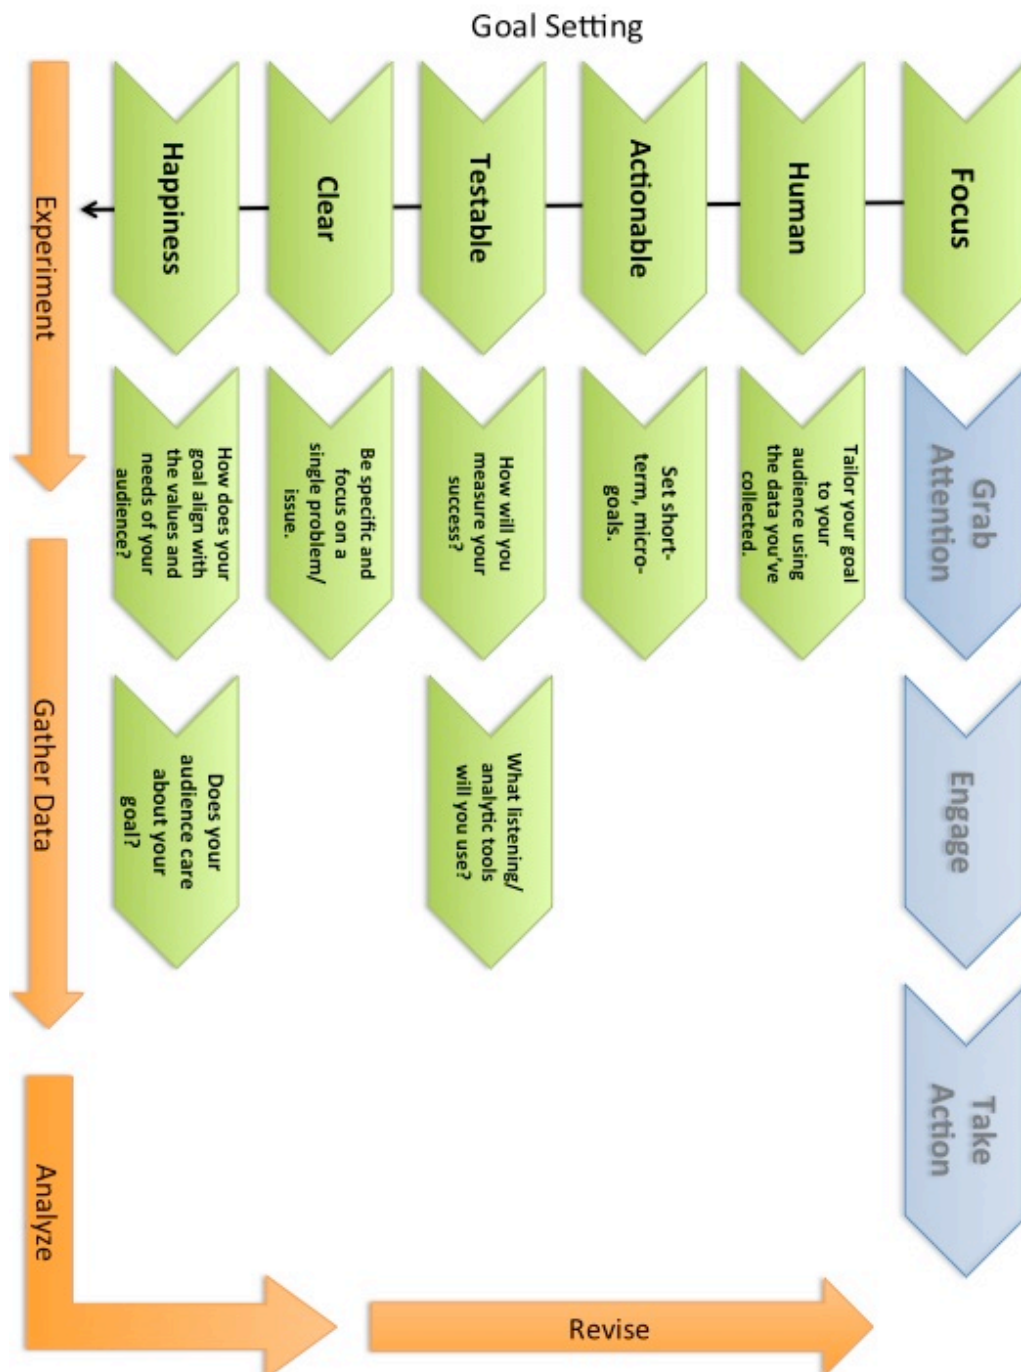 Goal Setting
Focus
Grab
Attention
Engage
Take
Action
Human
Tailor your goal
to your
audience using
the data you've
collected.
Actionable
Set short-
term, micro-
goals.
Testable
How will you
measure your
success?
What listening/
analytic tools
will you use?
Clear
Be specific and
focus on a
single problem/
issue.
Happiness
How does your
goal align with
the values and
needs of your
audience?
Does your
audience care
about your
goal?
Experiment
Gather Data
Analyze
Revise